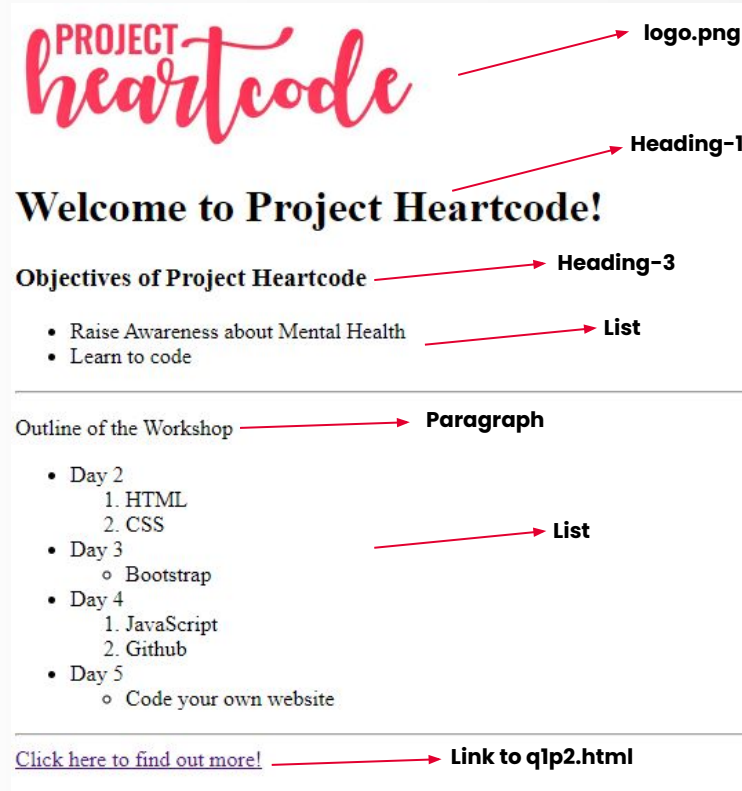 PROJECT
heartcode
logo.png
Heading-1
Welcome to Project Heartcode!
Objectives of Project Heartcode
Heading-3
• Raise Awareness about Mental Health
• Learn to code
List
Outline of the Workshop
Paragraph
• Day 2
1. HTML
2. CSS
• Day 3
○ Bootstrap
• Day 4
1. JavaScript
2. Github
• Day 5
○ Code your own website
List
Click here to find out more!
Link to q1p2.html